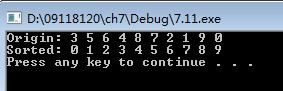 D:\09118120\ch7\Debug\7.11.exe
Origin: 3 5 6 4 8 7 2 1 9 0
Sorted: 0 1 2 3 4 5 6 7 8 9
Press any key to continue . . .